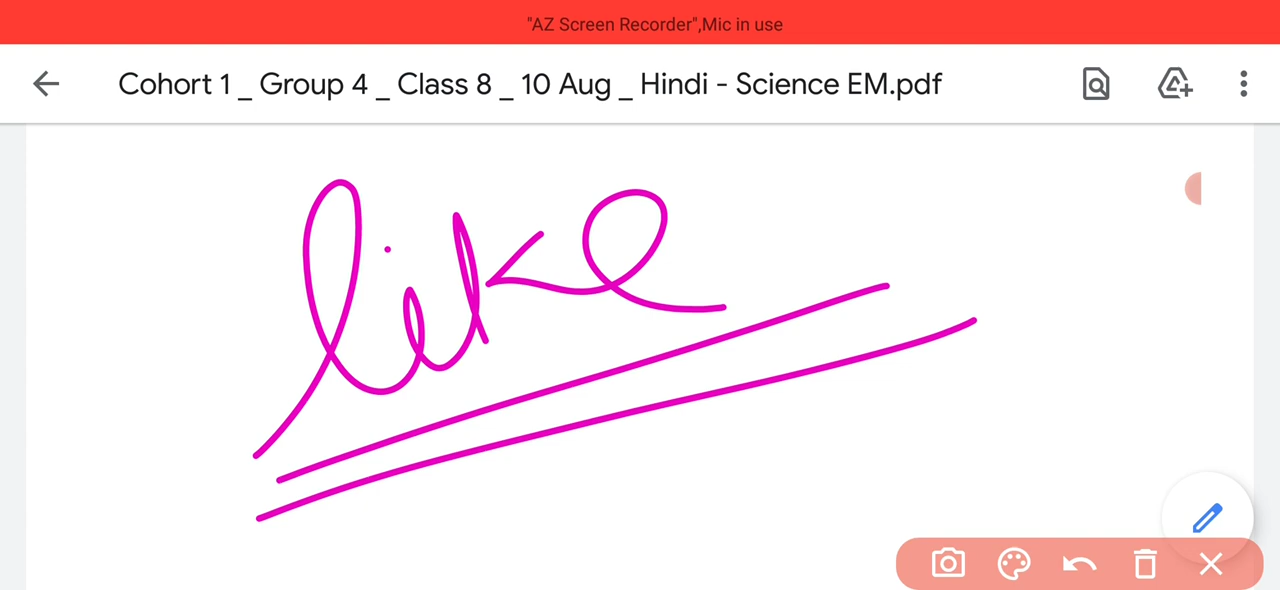 "AZ Screen Recorder",Mic in use
Cohort 1 _ Group 4 _ Class 8 _ 10 Aug _ Hindi - Science EM.pdf
like